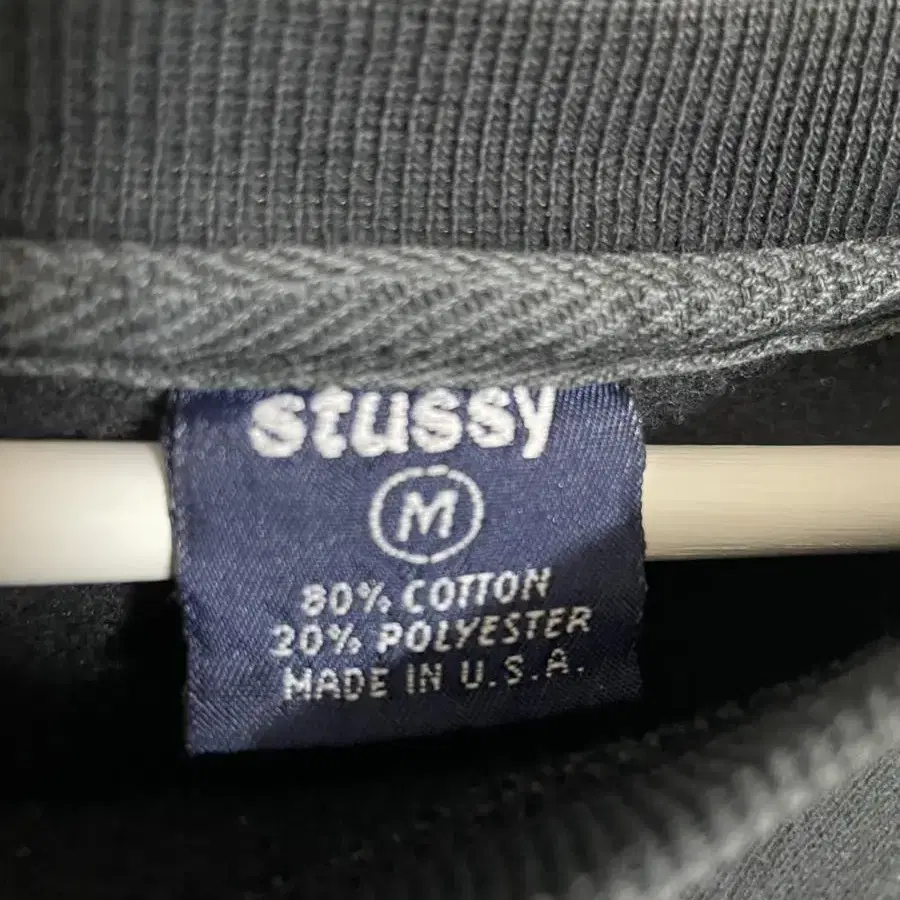 stussy
M
80% COTTON
20% POLYESTER
MADE IN U.S.A.